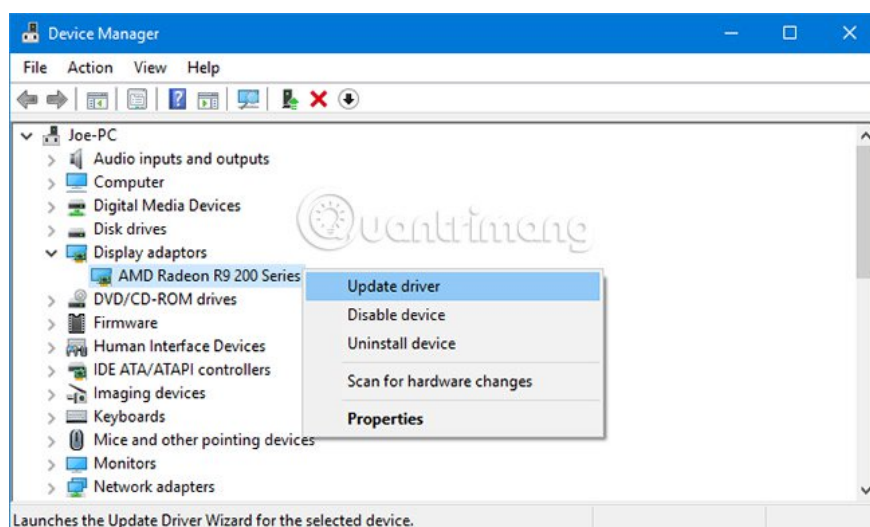 Device Manager
File Action View Help
Joe-PC
Audio inputs and outputs
Computer
Digital Media Devices
Disk drives
Display adaptors
AMD Radeon R9 200 Series
DVD/CD-ROM drives
Firmware
Human Interface Devices
IDE ATA/ATAPI controllers
Imaging devices
Keyboards
Mice and other pointing devices
Monitors
Network adapters
Update driver
Disable device
Uninstall device
Scan for hardware changes
Properties
Quantrimang
Launches the Update Driver Wizard for the selected device.